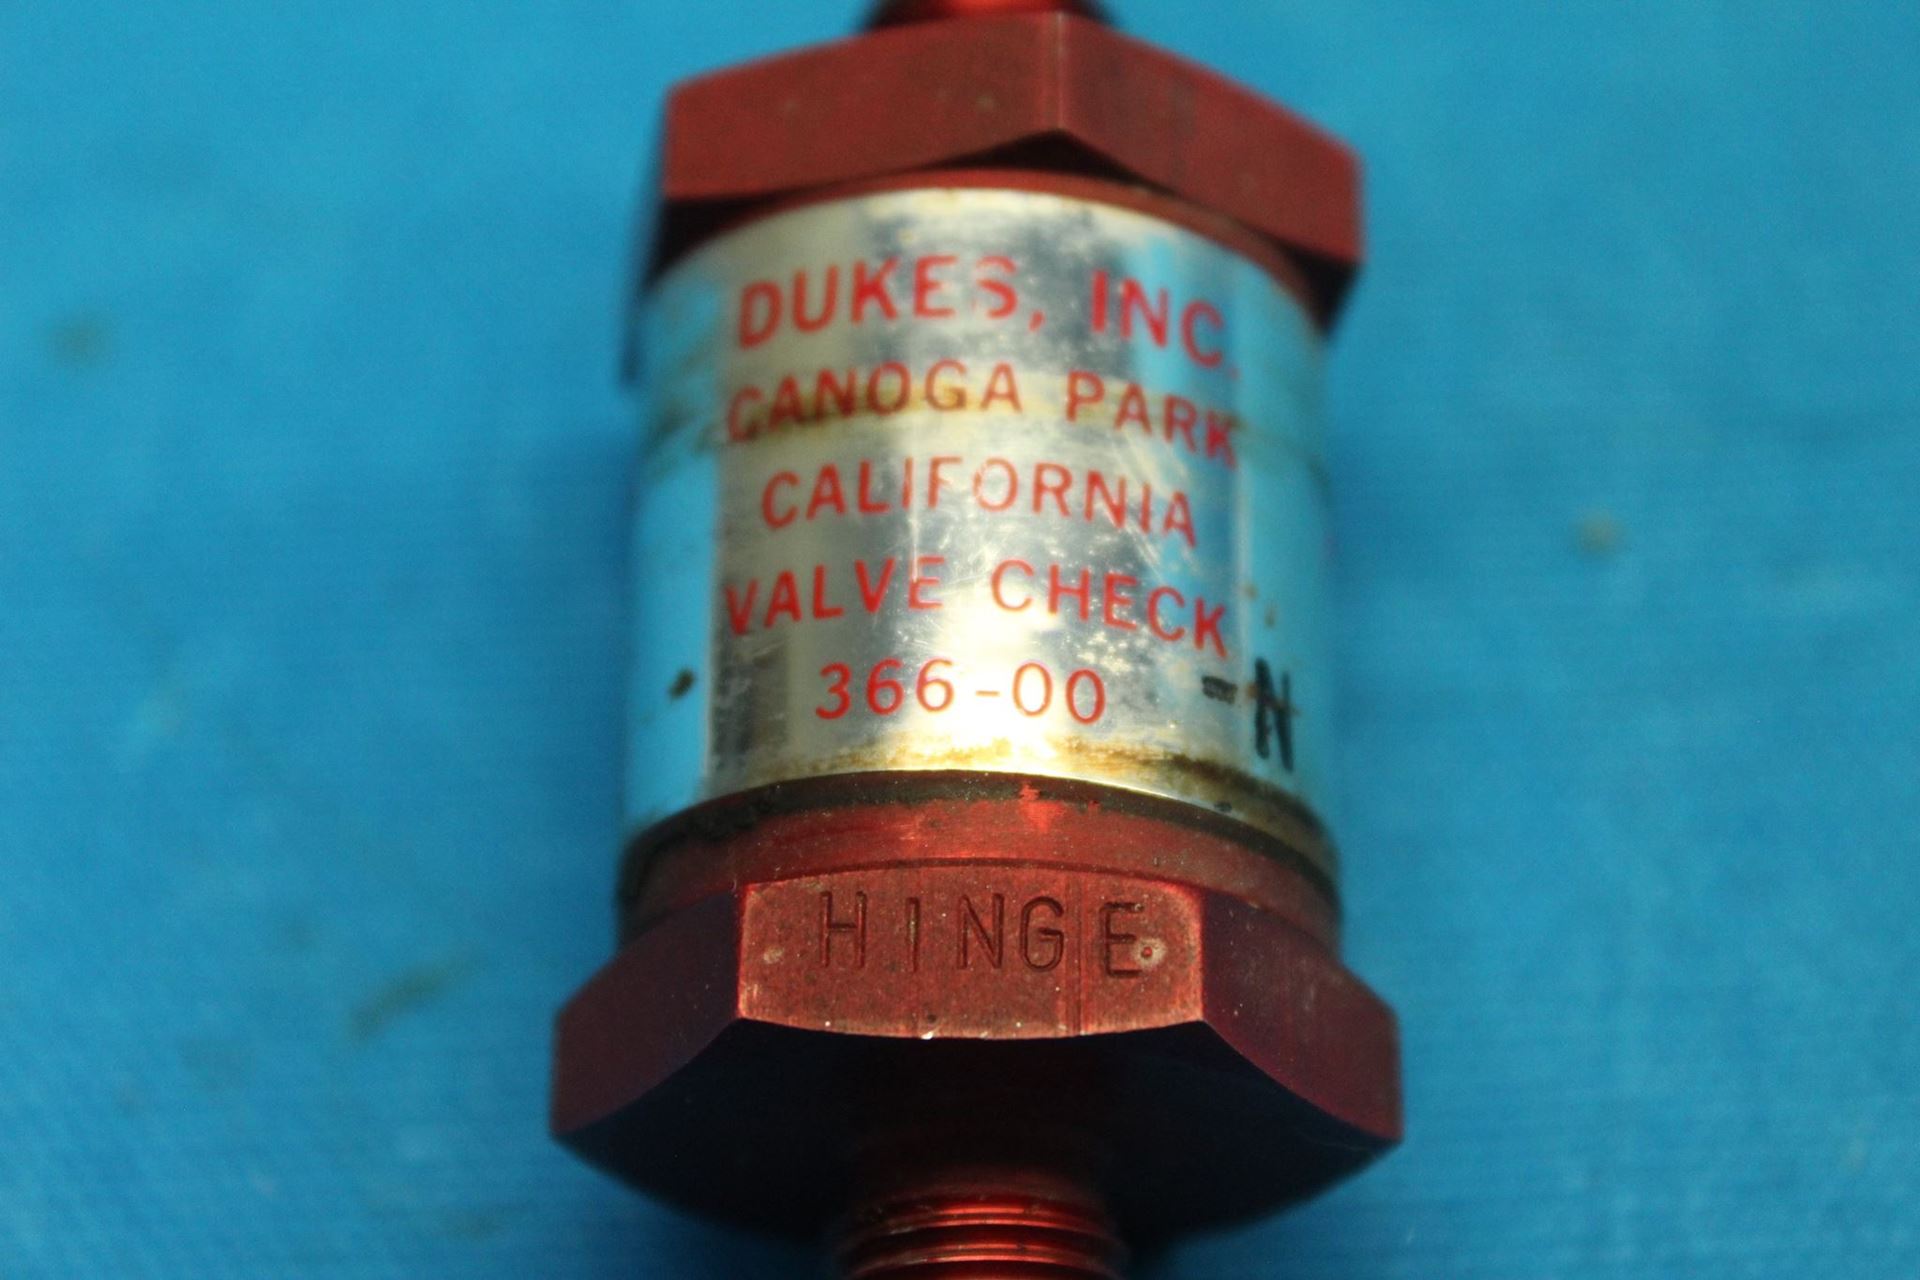 DUKES, INC.
CANOGA PARK
CALIFORNIA
VALVE CHECK
366-00 -N
HINGE